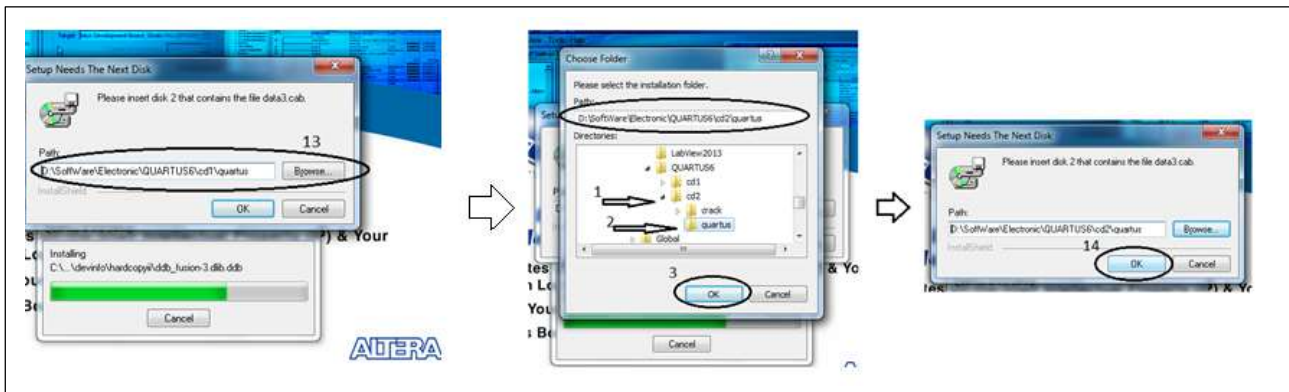 Setup Needs The Next Disk
Please insert disk 2 that contains the file data3.cab.
13
Path:
D:\SoftWare\Electronic\QUARTUS6\cd1\quartus
Browse...
InstallShield
OK
Cancel
?) & Your
Installing
C:\...\devinfo\hardcopyii\ddb_fusion-3.dlib.ddb
Cancel
ALTERA
Choose Folder
Please select the installation folder.
Path:
D:\SoftWare\Electronic\QUARTUS6\cd2\quartus
Directories:
LabView2013
QUARTUS6
cd1
1
cd2
crack
2
quartus
Global
3
OK
Cancel
& Yo
You
Cancel
Setup Needs The Next Disk
Please insert disk 2 that contains the file data3.cab.
Path:
D:\SoftWare\Electronic\QUARTUS6\cd2\quartus
Browse...
InstallShield
14
OK
Cancel